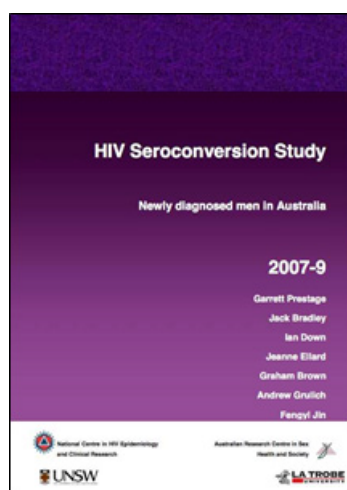 HIV Seroconversion Study
Newly diagnosed men in Australia
2007-9
Garrett Prestage
Jack Bradley
Ian Down
Jeanne Ellard
Graham Brown
Andrew Grulich
Fengyi Jin
National Centre in HIV Epidemiology
and Clinical Research
Australian Research Centre in Sex
Health and Society
UNSW
LA TROBE
UNIVERSITY